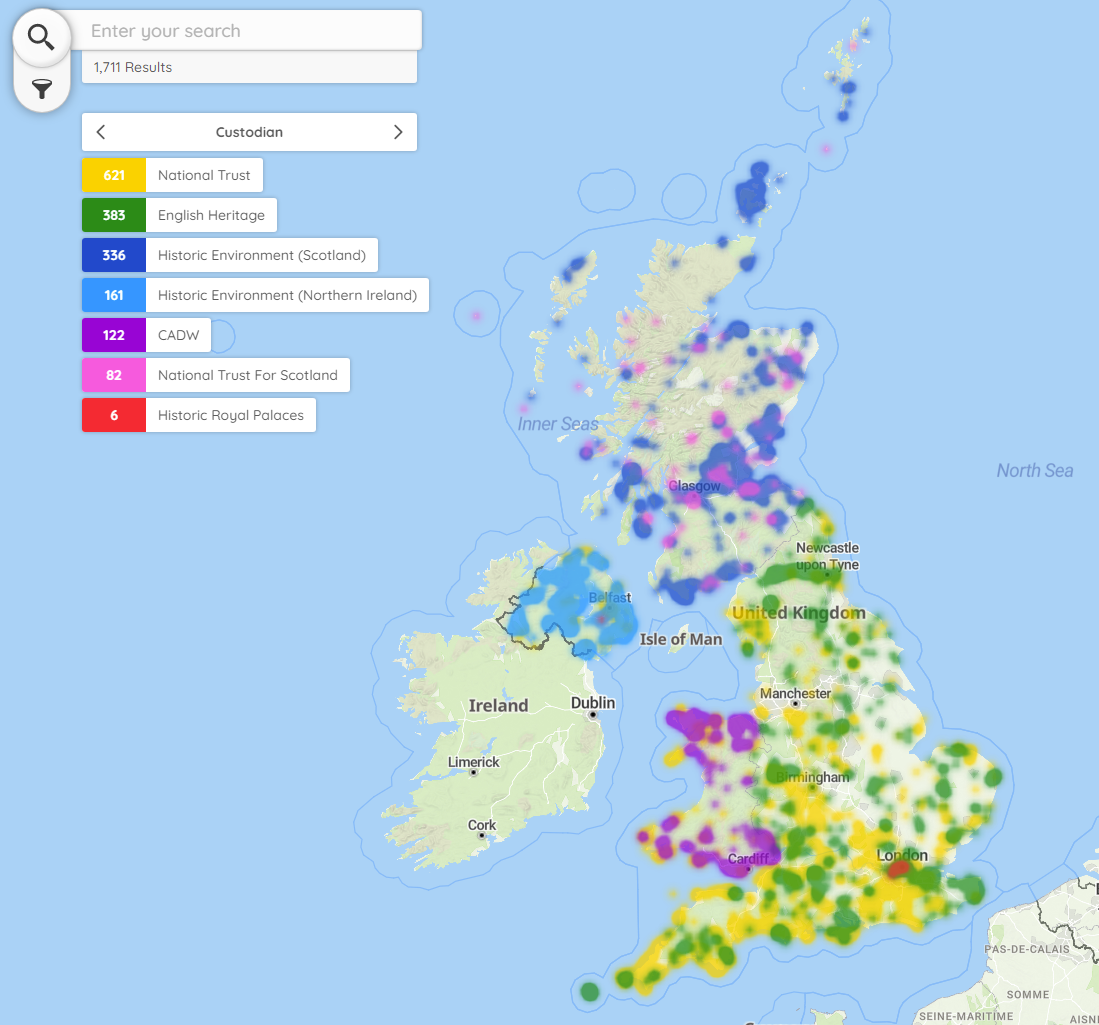 Enter your search
1,711 Results
Custodian
621 National Trust
383 English Heritage
336 Historic Environment (Scotland)
161 Historic Environment (Northern Ireland)
122 CADW
82 National Trust For Scotland
6 Historic Royal Palaces
Inner Seas
North Sea
Glasgow
Newcastle
upon Tyne
Belfast
United Kingdom
Isle of Man
Manchester
Ireland
Dublin
Limerick
Birmingham
Cork
Cardiff
London
PAS-DE-CALAIS
SOMME
SEINE-MARITIME
AISN